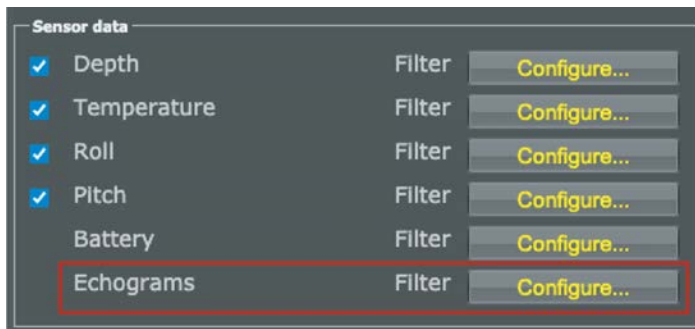 Sensor data
Depth Filter Configure...
Temperature Filter Configure...
Roll Filter Configure...
Pitch Filter Configure...
Battery Filter Configure...
Echograms Filter Configure...